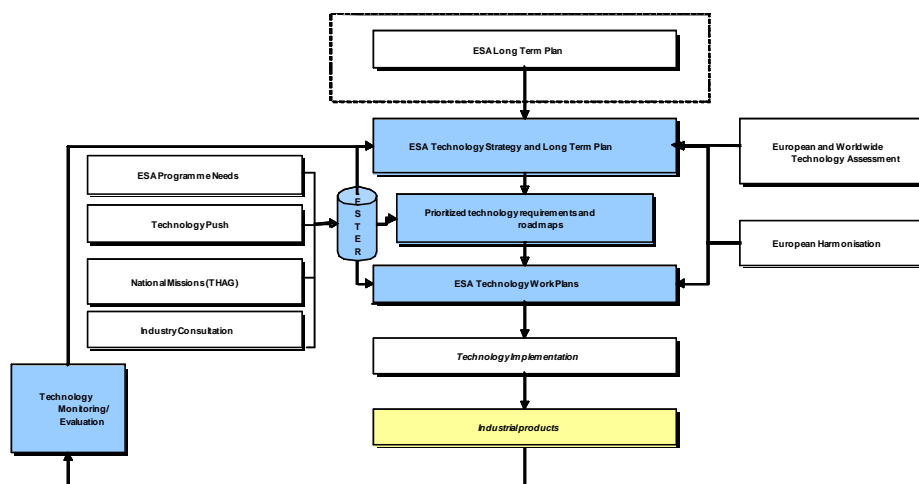 ESA Long Term Plan
ESA Technology Strategy and Long Term Plan
European and Worldwide
Technology Assessment
ESA Programme Needs
Technology Push
National Missions (THAG)
Industry Consultation
E
S
T
E
R
Prioritized technology requirements and
roadmaps
European Harmonisation
ESA Technology Work Plans
Technology Implementation
Technology
Monitoring/
Evaluation
Industrial products